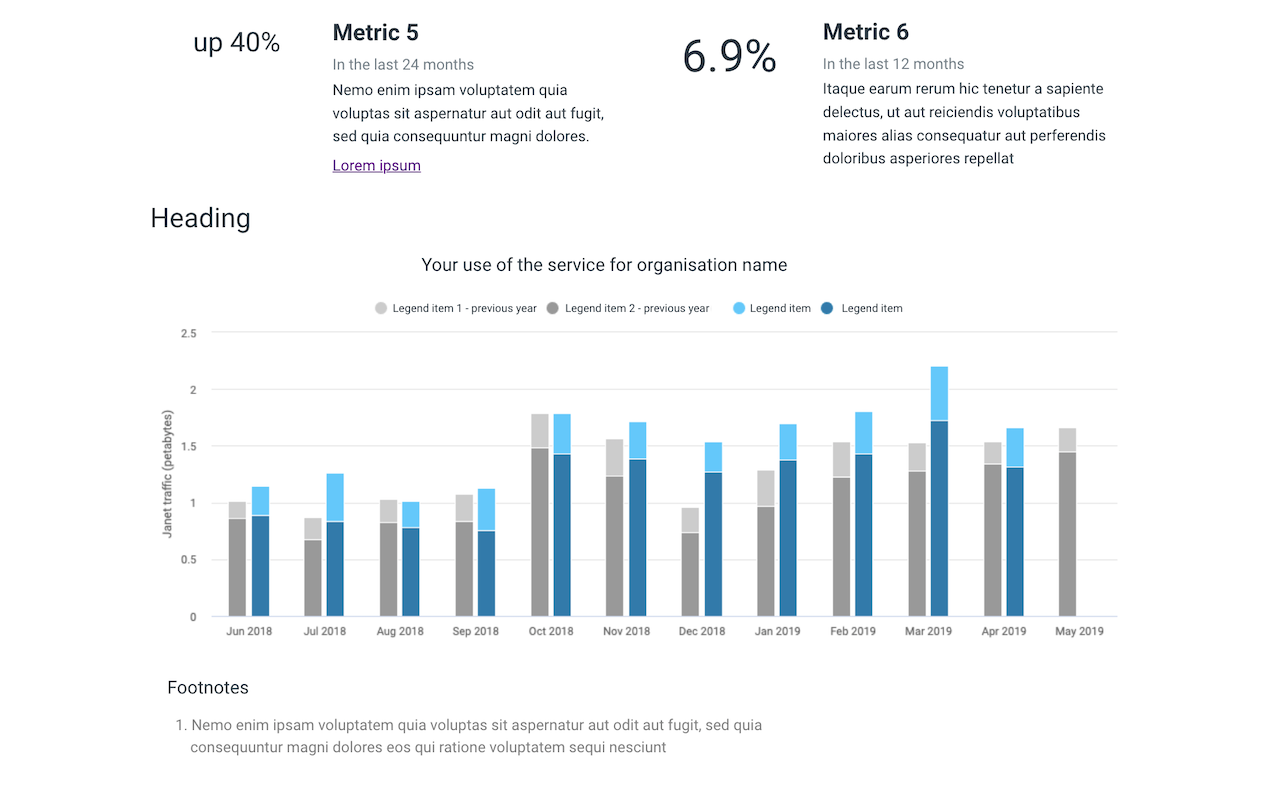 up 40%
Metric 5
In the last 24 months
Nemo enim ipsam voluptatem quia
voluptas sit aspernatur aut odit aut fugit,
sed quia consequuntur magni dolores.
Lorem ipsum
6.9%
Metric 6
In the last 12 months
Itaque earum rerum hic tenetur a sapiente
delectus, ut aut reiciendis voluptatibus
maiores alias consequatur aut perferendis
doloribus asperiores repellat
Heading
Your use of the service for organisation name
Legend item 1 - previous year Legend item 2 - previous year Legend item Legend item
Janet traffic (petabytes)
2.5
2
1.5
1
0.5
0
Jun 2018 Jul 2018 Aug 2018 Sep 2018 Oct 2018 Nov 2018 Dec 2018 Jan 2019 Feb 2019 Mar 2019 Apr 2019 May 2019
Footnotes
1. Nemo enim ipsam voluptatem quia voluptas sit aspernatur aut odit aut fugit, sed quia
consequuntur magni dolores eos qui ratione voluptatem sequi nesciunt